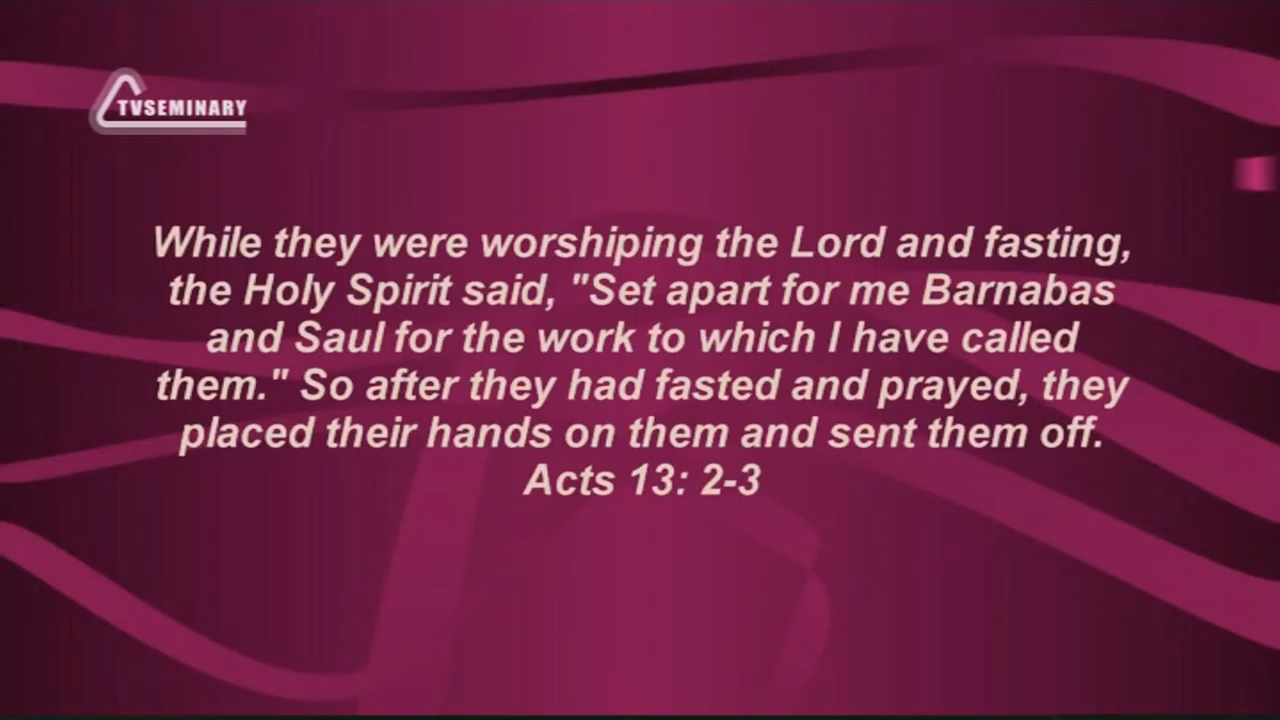 TVSEMINARY
While they were worshiping the Lord and fasting,
the Holy Spirit said, "Set apart for me Barnabas
and Saul for the work to which I have called
them." So after they had fasted and prayed, they
placed their hands on them and sent them off.
Acts 13: 2-3